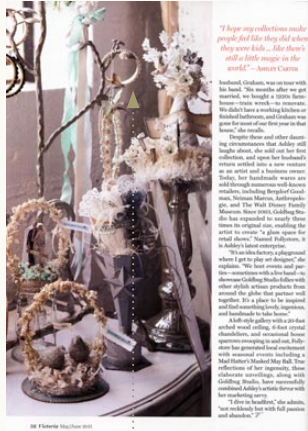 "I hope my collections make
people feel like they did when
they were kids ... like there's
still a little magic in the
world." —ASHLEY CARTER
husband, Graham, was on tour with
his band. "Six months after we got
married, we bought a 1920s farm-
house—train wreck—to renovate.
We didn't have a working kitchen or
finished bathroom, and Graham was
gone for most of our first year in that
house," she recalls.
Despite these and other daunt-
ing circumstances that Ashley still
laughs about, she sold out her first
collection, and upon her husband's
return settled into a new venture
as an artist and a business owner.
Today, her handmade wares are
sold through numerous well-known
retailers, including Bergdorf Good-
man, Neiman Marcus, Anthropolo-
gie, and The Walt Disney Family
Museum. Since 2003, Goldbug Stu-
dio has expanded to nearly three
times its original size, enabling the
artist to create "a glam space for
retail shows." Named Follystore, it
is Ashley's latest enterprise.
"It's an idea factory, a playground
where I get to play set designer," she
explains. "We host events and par-
ties—sometimes with a live band—to
showcase Goldbug Studio follies with
other stylish artisan products from
around the globe that partner well
together. It's a place to be inspired
and find something lovely, ingenious,
and handmade to take home."
A loft-style gallery with a 20-foot
arched wood ceiling, 6-foot crystal
chandeliers, and occasional house
sparrows swooping in and out, Folly-
store has generated local excitement
with seasonal events including a
Mad Hatter's Masked May Ball. True
reflections of her ingenuity, these
elaborate unveilings, along with
Goldbug Studio, have successfully
combined Ashley's artistic fervor with
her marketing savvy.
"I dive in headfirst," she admits,
"not recklessly but with full passion
and abandon."
38 Victoria May/June 2011